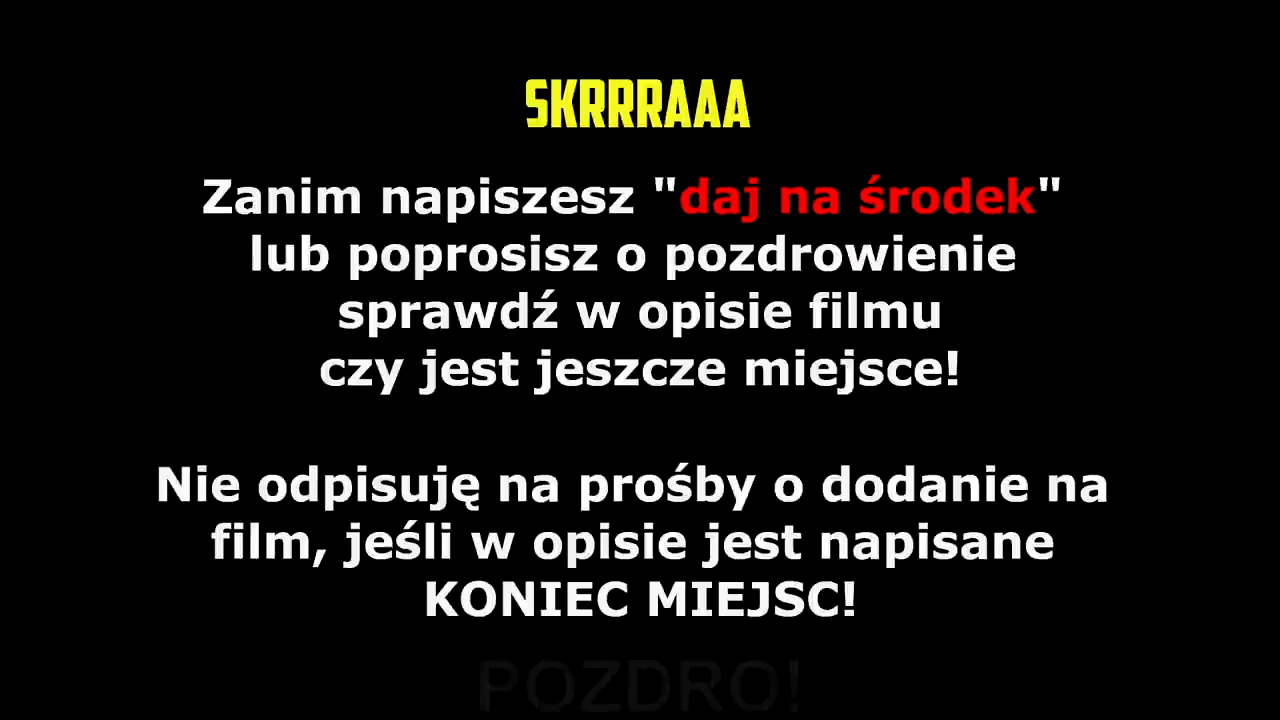 SKRRRAAA
Zanim napiszesz "daj na środek"
lub poprosisz o pozdrowienie
sprawdź w opisie filmu
czy jest jeszcze miejsce!
Nie odpisuję na prośby o dodanie na
film, jeśli w opisie jest napisane
KONIEC MIEJSC!
POZDRO!